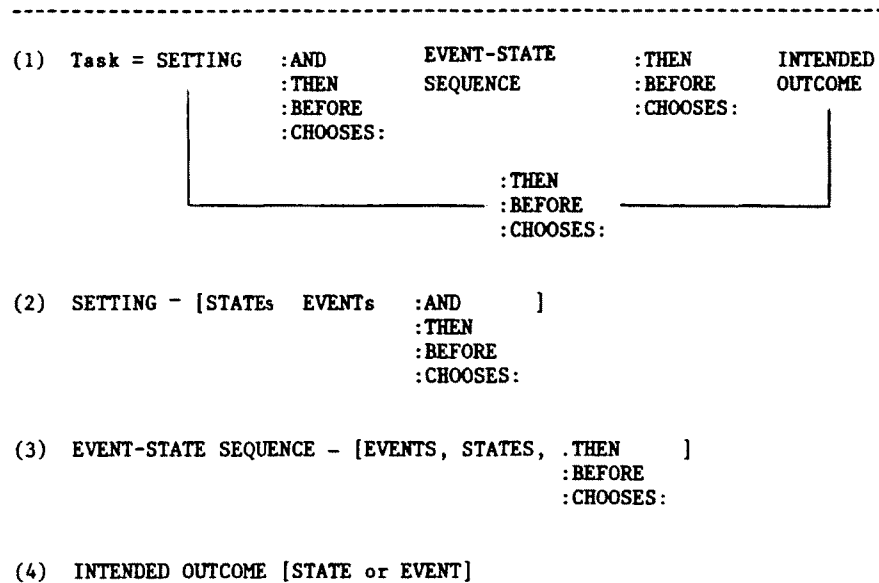 (1) Task = SETTING :AND EVENT-STATE :THEN INTENDED
:THEN SEQUENCE :BEFORE OUTCOME
:BEFORE :CHOOSES:
:CHOOSES:
:THEN
:BEFORE
:CHOOSES:
(2) SETTING - [STATEs EVENTs :AND ]
:THEN
:BEFORE
:CHOOSES:
(3) EVENT-STATE SEQUENCE - [EVENTS, STATES, .THEN ]
:BEFORE
:CHOOSES:
(4) INTENDED OUTCOME [STATE or EVENT]